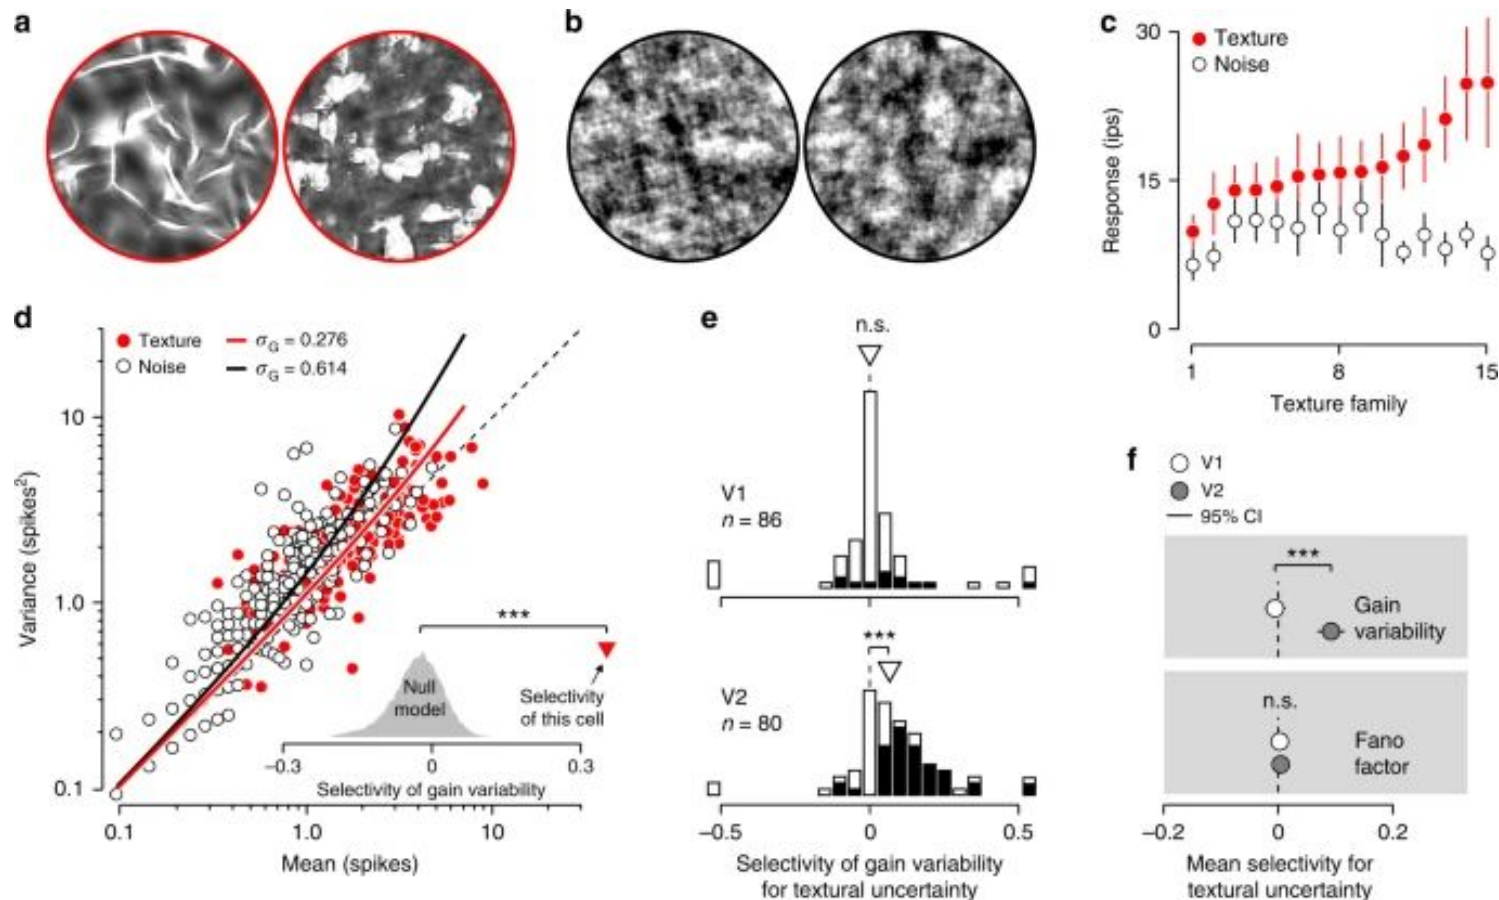 a
b
c
30
Texture
Noise
15
0
Response (ips)
1
8
15
Texture family
d
Texture
Noise
σG = 0.276
σG = 0.614
10
1.0
0.1
Variance (spikes²)
***
Null
model
Selectivity
of this cell
−0.3
0
0.3
Selectivity of gain variability
0.1
1.0
10
Mean (spikes)
e
n.s.
V1
n = 86
***
V2
n = 80
−0.5
0
0.5
Selectivity of gain variability
for textural uncertainty
f
V1
V2
95% CI
***
Gain
variability
n.s.
Fano
factor
−0.2
0
0.2
Mean selectivity for
textural uncertainty